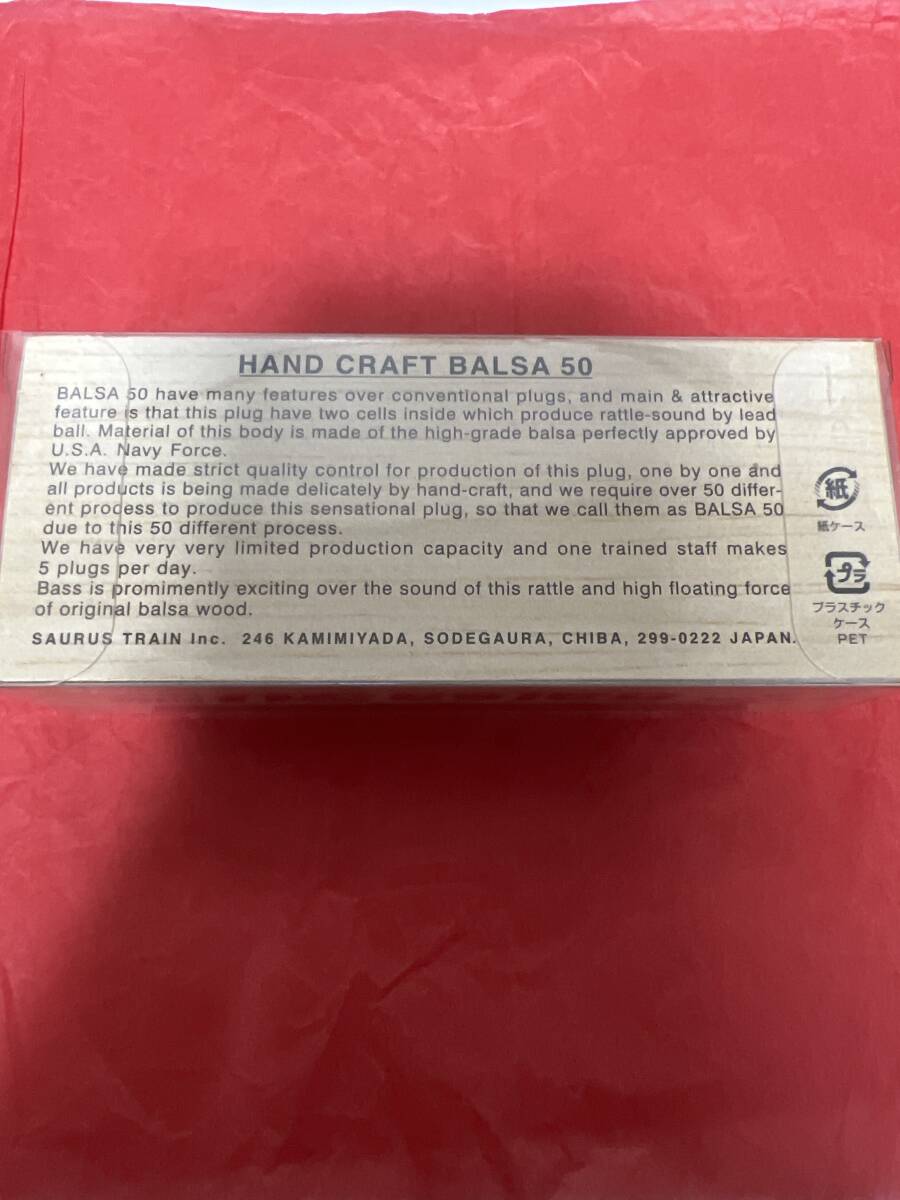 HAND CRAFT BALSA 50
BALSA 50 have many features over conventional plugs, and main & attractive
feature is that this plug have two cells inside which produce rattle-sound by lead
ball. Material of this body is made of the high-grade balsa perfectly approved by
U.S.A. Navy Force.
We have made strict quality control for production of this plug, one by one and
all products is being made delicately by hand-craft, and we require over 50 differ-
ent process to produce this sensational plug, so that we call them as BALSA 50
due to this 50 different process.
We have very very limited production capacity and one trained staff makes
5 plugs per day.
Bass is promimently exciting over the sound of this rattle and high floating force
of original balsa wood.
SAURUS TRAIN Inc. 246 KAMIMIYADA, SODEGAURA, CHIBA, 299-0222 JAPAN.
紙
紙ケース
プラ
プラスチック
ケース
PET